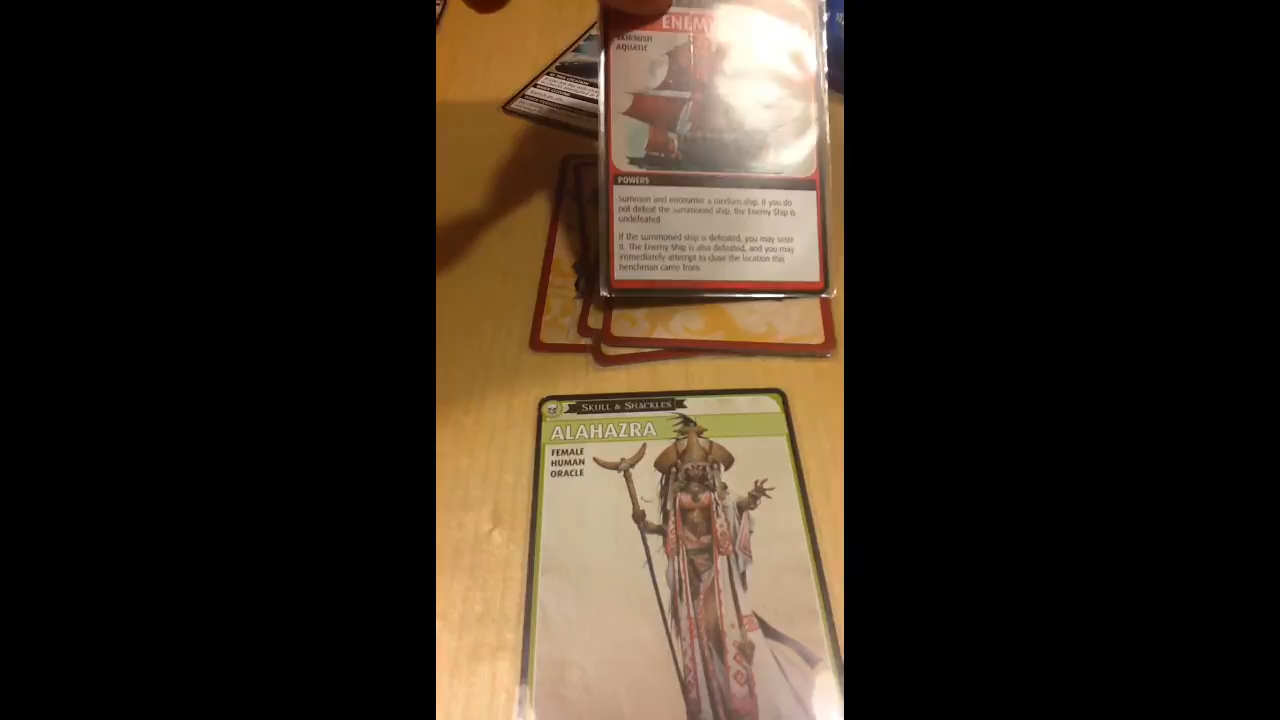 ENEMY
SKIRMISH
AQUATIC
POWERS
Summon and encounter a random ship. If you do
not defeat the summoned ship, the Enemy Ship is
undefeated.
If the summoned ship is defeated, you may seize
it. The Enemy Ship is also defeated, and you may
immediately attempt to close the location this
henchman came from.
SKULL & SHACKLES
ALAHAZRA
FEMALE
HUMAN
ORACLE